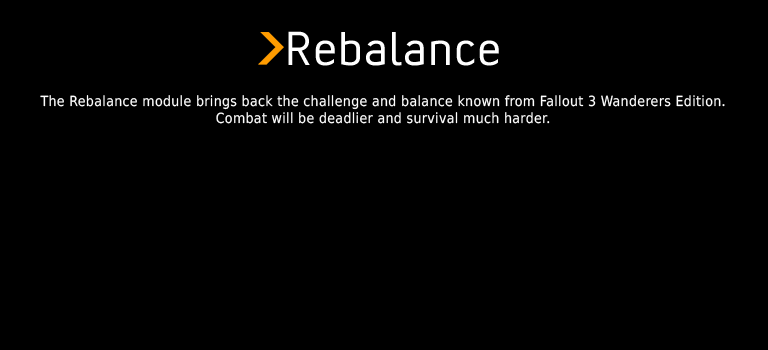 Rebalance
The Rebalance module brings back the challenge and balance known from Fallout 3 Wanderers Edition.
Combat will be deadlier and survival much harder.